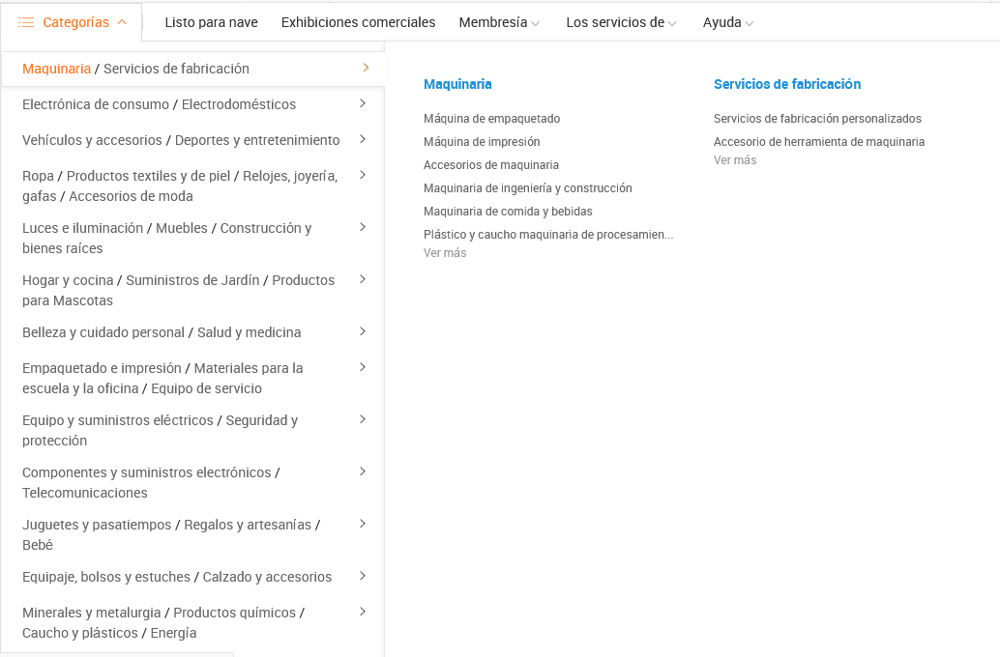 Categorías Listo para nave Exhibiciones comerciales Membresía Los servicios de Ayuda
Maquinaria / Servicios de fabricación
Electrónica de consumo / Electrodomésticos
Vehículos y accesorios / Deportes y entretenimiento
Ropa / Productos textiles y de piel / Relojes, joyería,
gafas / Accesorios de moda
Luces e iluminación / Muebles / Construcción y
bienes raíces
Hogar y cocina / Suministros de Jardín / Productos
para Mascotas
Belleza y cuidado personal / Salud y medicina
Empaquetado e impresión / Materiales para la
escuela y la oficina / Equipo de servicio
Equipo y suministros eléctricos / Seguridad y
protección
Componentes y suministros electrónicos /
Telecomunicaciones
Juguetes y pasatiempos / Regalos y artesanías /
Bebé
Equipaje, bolsos y estuches / Calzado y accesorios
Minerales y metalurgia / Productos químicos /
Caucho y plásticos / Energía
Maquinaria
Máquina de empaquetado
Máquina de impresión
Accesorios de maquinaria
Maquinaria de ingeniería y construcción
Maquinaria de comida y bebidas
Plástico y caucho maquinaria de procesamien...
Ver más
Servicios de fabricación
Servicios de fabricación personalizados
Accesorio de herramienta de maquinaria
Ver más